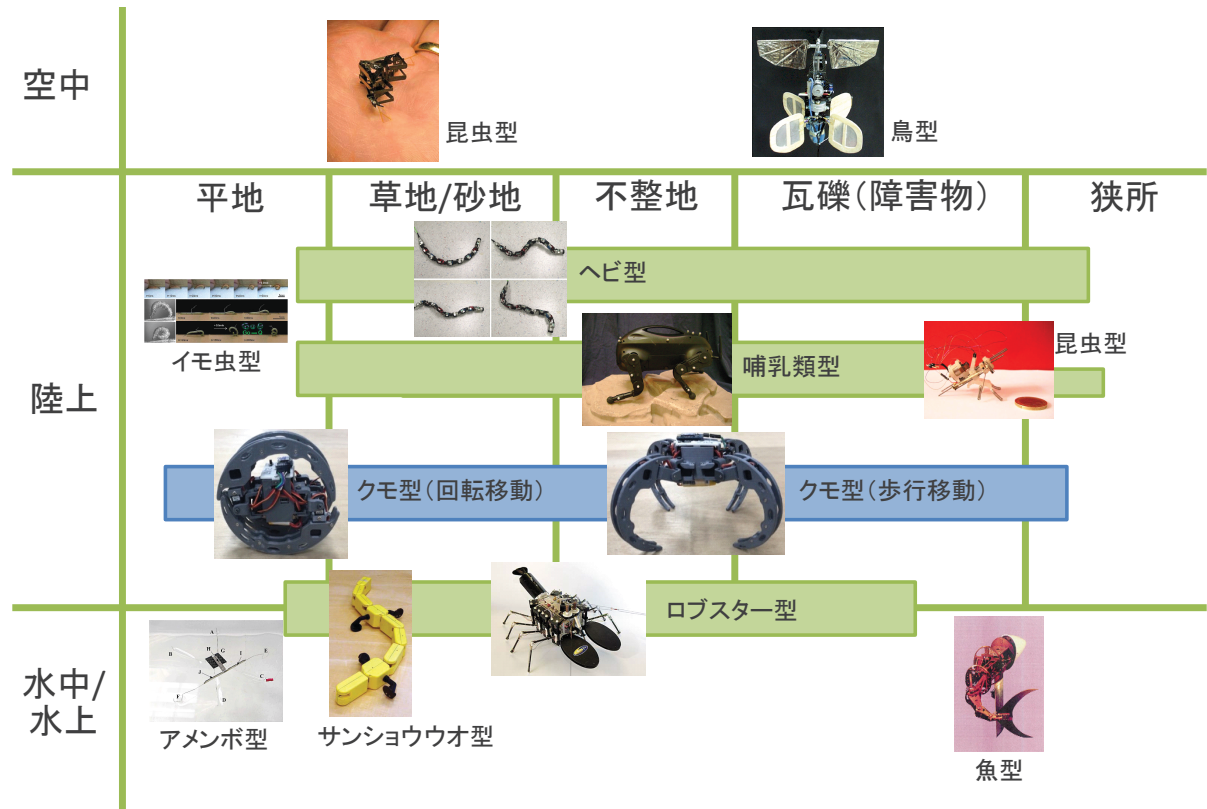 空中
昆虫型
鳥型
平地
草地/砂地
不整地
瓦礫(障害物)
狭所
ヘビ型
イモ虫型
哺乳類型
昆虫型
陸上
クモ型(回転移動)
クモ型(歩行移動)
ロブスター型
水中/
水上
A
B
H
G
I
E
J
C
F
D
アメンボ型
サンショウウオ型
魚型